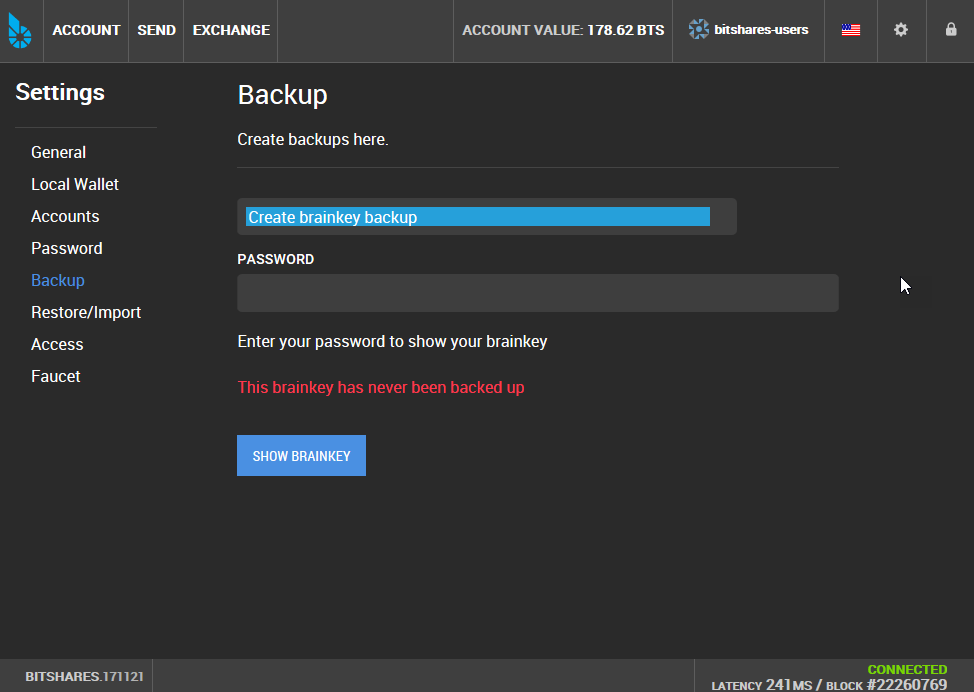 ACCOUNT SEND EXCHANGE ACCOUNT VALUE: 178.62 BTS bitshares-users
Settings
General
Local Wallet
Accounts
Password
Backup
Restore/Import
Access
Faucet
Backup
Create backups here.
Create brainkey backup
PASSWORD
Enter your password to show your brainkey
This brainkey has never been backed up
SHOW BRAINKEY
BITSHARES.171121
CONNECTED
LATENCY 241MS / BLOCK #22260769